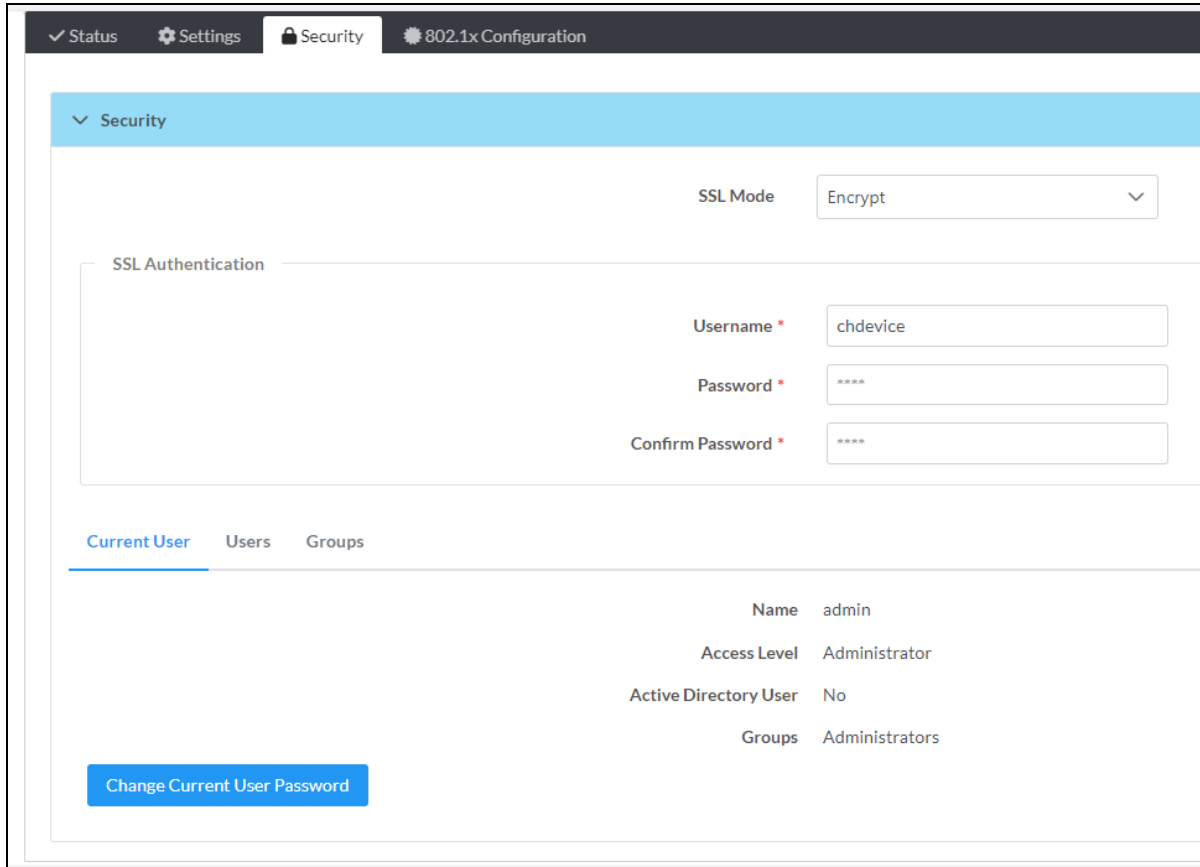 Status Settings Security 802.1x Configuration
Security
SSL Mode Encrypt
SSL Authentication
Username * chdevice
Password * ****
Confirm Password * ****
Current User Users Groups
Name admin
Access Level Administrator
Active Directory User No
Groups Administrators
Change Current User Password